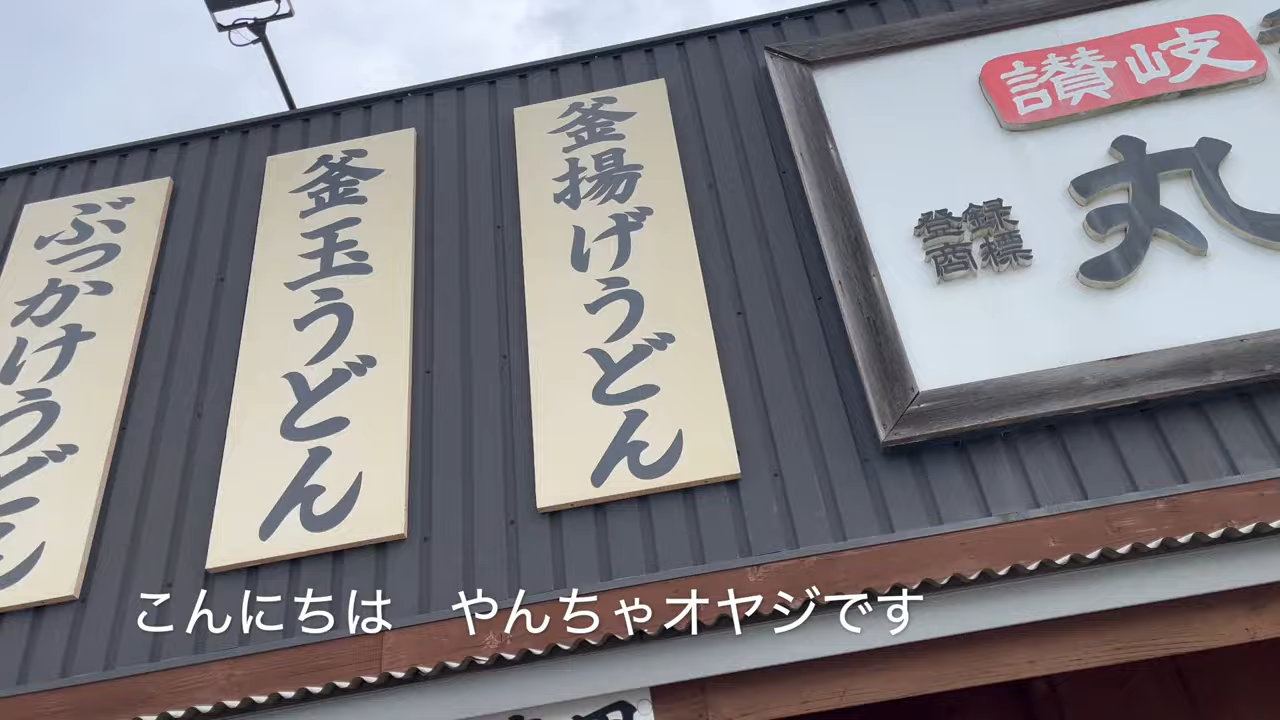 讃岐
丸
登録
商標
釜揚げうどん
釜玉うどん
ぶっかけうどん
こんにちは　やんちゃオヤジです